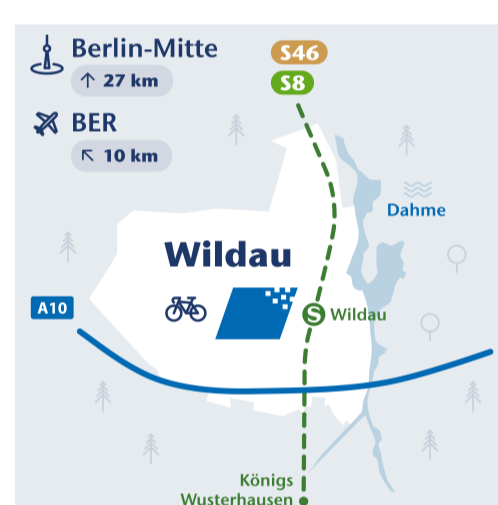 Berlin-Mitte
↑ 27 km
BER
↖ 10 km
S46
S8
Dahme
Wildau
A10
S Wildau
Königs
Wusterhausen